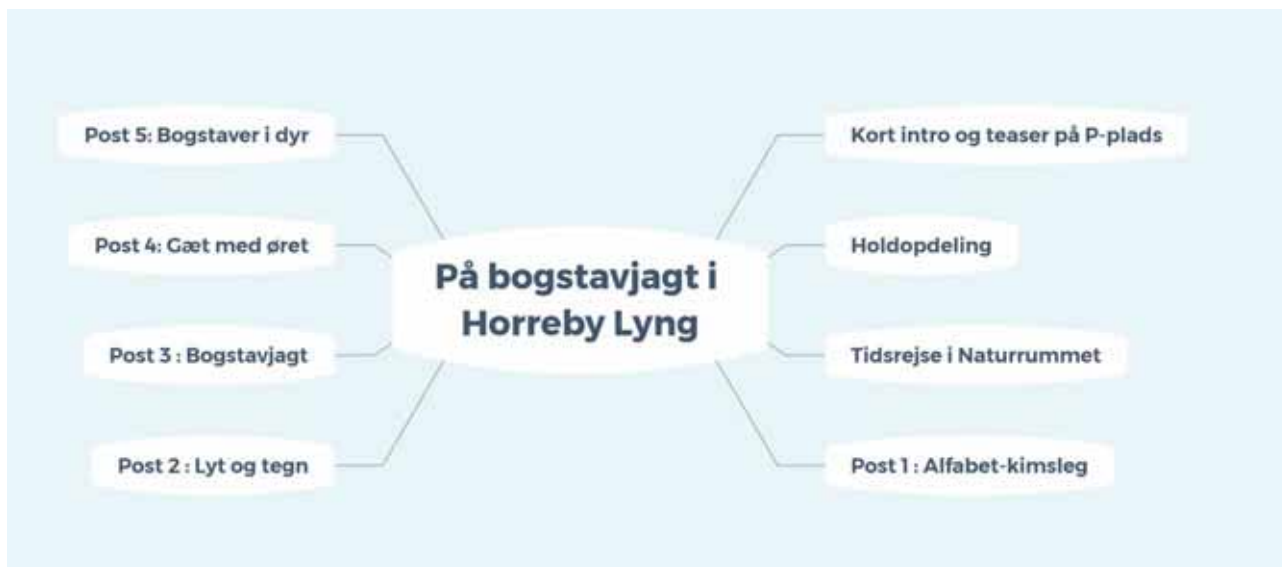 Post 5: Bogstaver i dyr
Post 4: Gæt med øret
Post 3 : Bogstavjagt
Post 2 : Lyt og tegn
På bogstavjagt i
Horreby Lyng
Kort intro og teaser på P-plads
Holdopdeling
Tidsrejse i Naturrummet
Post 1 : Alfabet-kimsleg